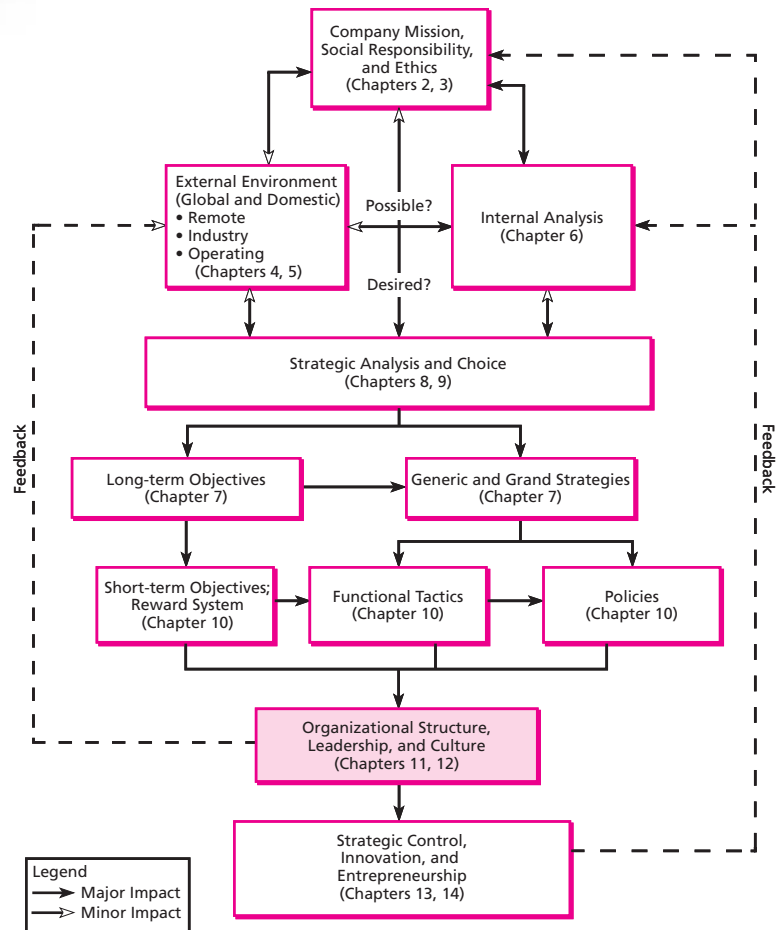 Company Mission,
Social Responsibility,
and Ethics
(Chapters 2, 3)
External Environment
(Global and Domestic)
• Remote
• Industry
• Operating
(Chapters 4, 5)
Possible?
Desired?
Internal Analysis
(Chapter 6)
Strategic Analysis and Choice
(Chapters 8, 9)
Feedback
Feedback
Long-term Objectives
(Chapter 7)
Generic and Grand Strategies
(Chapter 7)
Short-term Objectives;
Reward System
(Chapter 10)
Functional Tactics
(Chapter 10)
Policies
(Chapter 10)
Organizational Structure,
Leadership, and Culture
(Chapters 11, 12)
Strategic Control,
Innovation, and
Entrepreneurship
(Chapters 13, 14)
Legend
Major Impact
Minor Impact